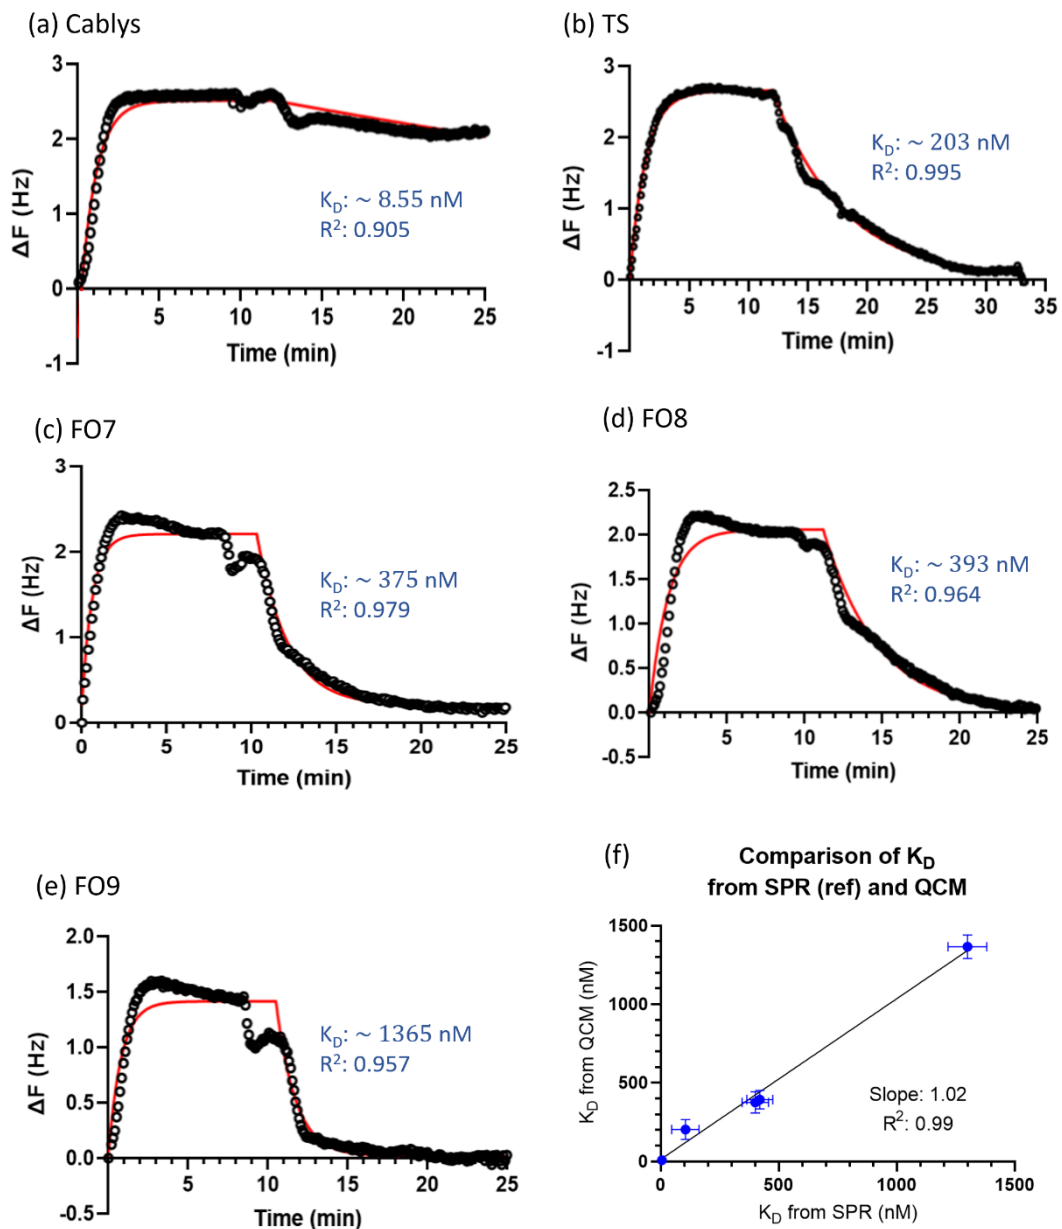 (a) Cablys
ΔF (Hz)
3
2
1
0
-1
5
10
15
20
25
K_D: ~ 8.55 nM
R²: 0.905
Time (min)
(b) TS
ΔF (Hz)
3
2
1
0
-1
5
10
15
20
25
30
35
K_D: ~ 203 nM
R²: 0.995
Time (min)
(c) FO7
ΔF (Hz)
3
2
1
0
0
5
10
15
20
25
K_D: ~ 375 nM
R²: 0.979
Time (min)
(d) FO8
ΔF (Hz)
2.5
2.0
1.5
1.0
0.5
0.0
-0.5
5
10
15
20
25
K_D: ~ 393 nM
R²: 0.964
Time (min)
(e) FO9
ΔF (Hz)
2.0
1.5
1.0
0.5
0.0
-0.5
5
10
15
20
25
K_D: ~ 1365 nM
R²: 0.957
Time (min)
(f)
Comparison of K_D
from SPR (ref) and QCM
K_D from QCM (nM)
1500
1000
500
0
0
500
1000
1500
Slope: 1.02
R²: 0.99
K_D from SPR (nM)